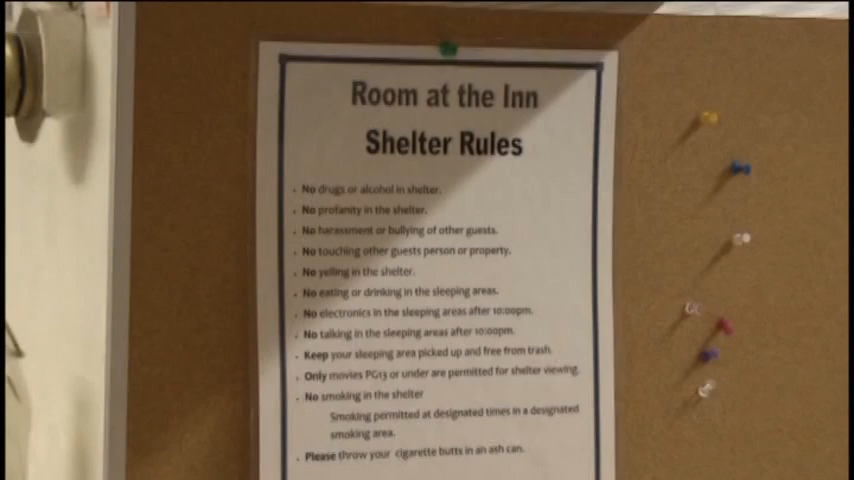 Room at the Inn
Shelter Rules
• No drugs or alcohol in shelter.
• No profanity in the shelter.
• No harassment or bullying of other guests.
• No touching other guests person or property.
• No yelling in the shelter.
• No eating or drinking in the sleeping areas.
• No electronics in the sleeping areas after 10:00pm.
• No talking in the sleeping areas after 10:00pm.
• Keep your sleeping area picked up and free from trash.
• Only movies PG13 or under are permitted for shelter viewing.
• No smoking in the shelter
Smoking permitted at designated times in a designated
smoking area.
• Please throw your cigarette butts in an ash can.